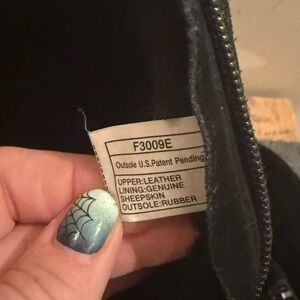 F3009E
Outsole U.S.Patent Pending
UPPER:LEATHER
LINING:GENUINE
SHEEPSKIN
OUTSOLE:RUBBER